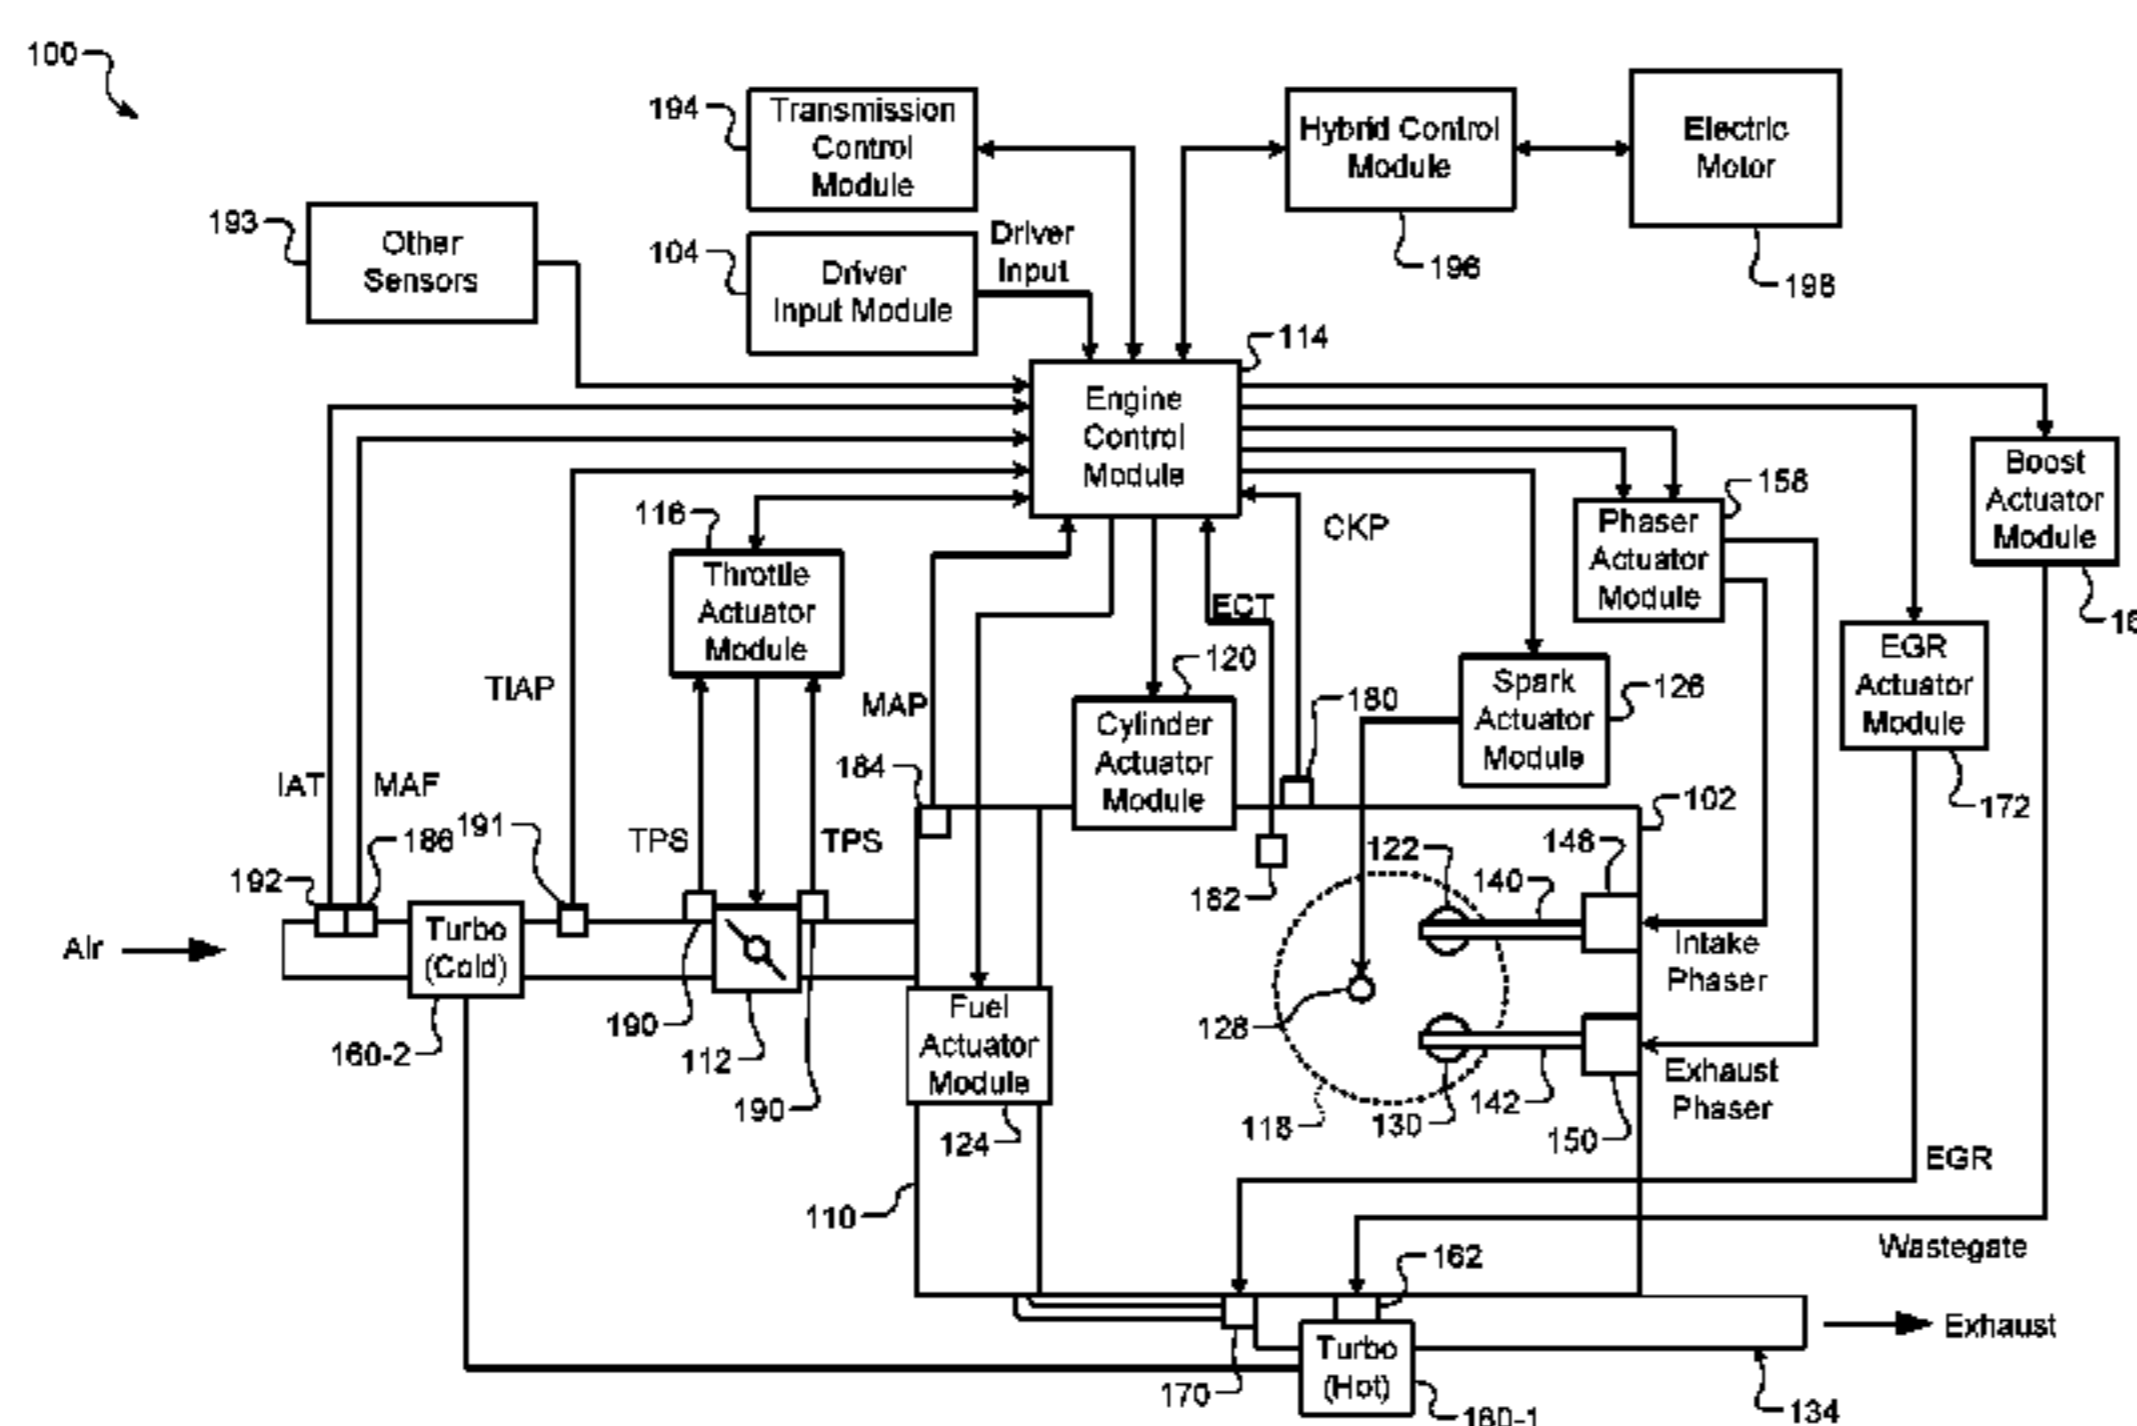 100
194
Transmission
Control
Module
Hybrid Control
Module
Electric
Motor
193
Other
Sensors
104
Driver
Input Module
Driver
Input
196
198
114
Engine
Control
Module
116
Throttle
Actuator
Module
CKP
158
Phaser
Actuator
Module
Boost
Actuator
Module
16
ECT
TIAP
MAP
120
Cylinder
Actuator
Module
180
Spark
Actuator
Module
126
EGR
Actuator
Module
172
184
102
IAT
MAF
186
191
TPS
TPS
192
122
148
140
182
Air
Turbo
(Cold)
Intake
Phaser
160-2
190
112
190
Fuel
Actuator
Module
124
128
118
130
142
150
Exhaust
Phaser
EGR
110
Wastegate
162
Exhaust
Turbo
(Hot)
170
160-1
134